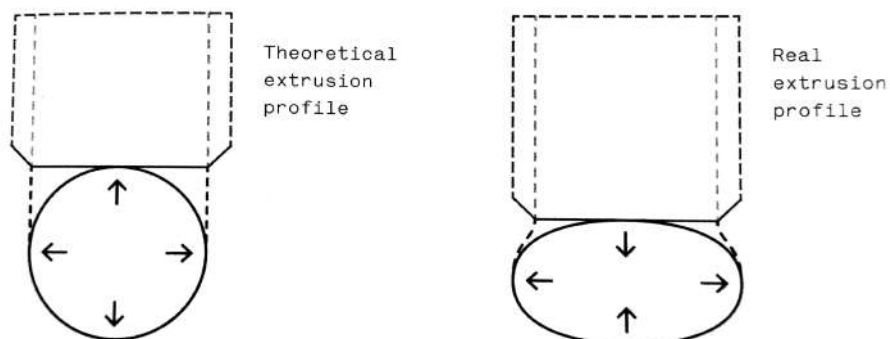 Theoretical
extrusion
profile
Real
extrusion
profile